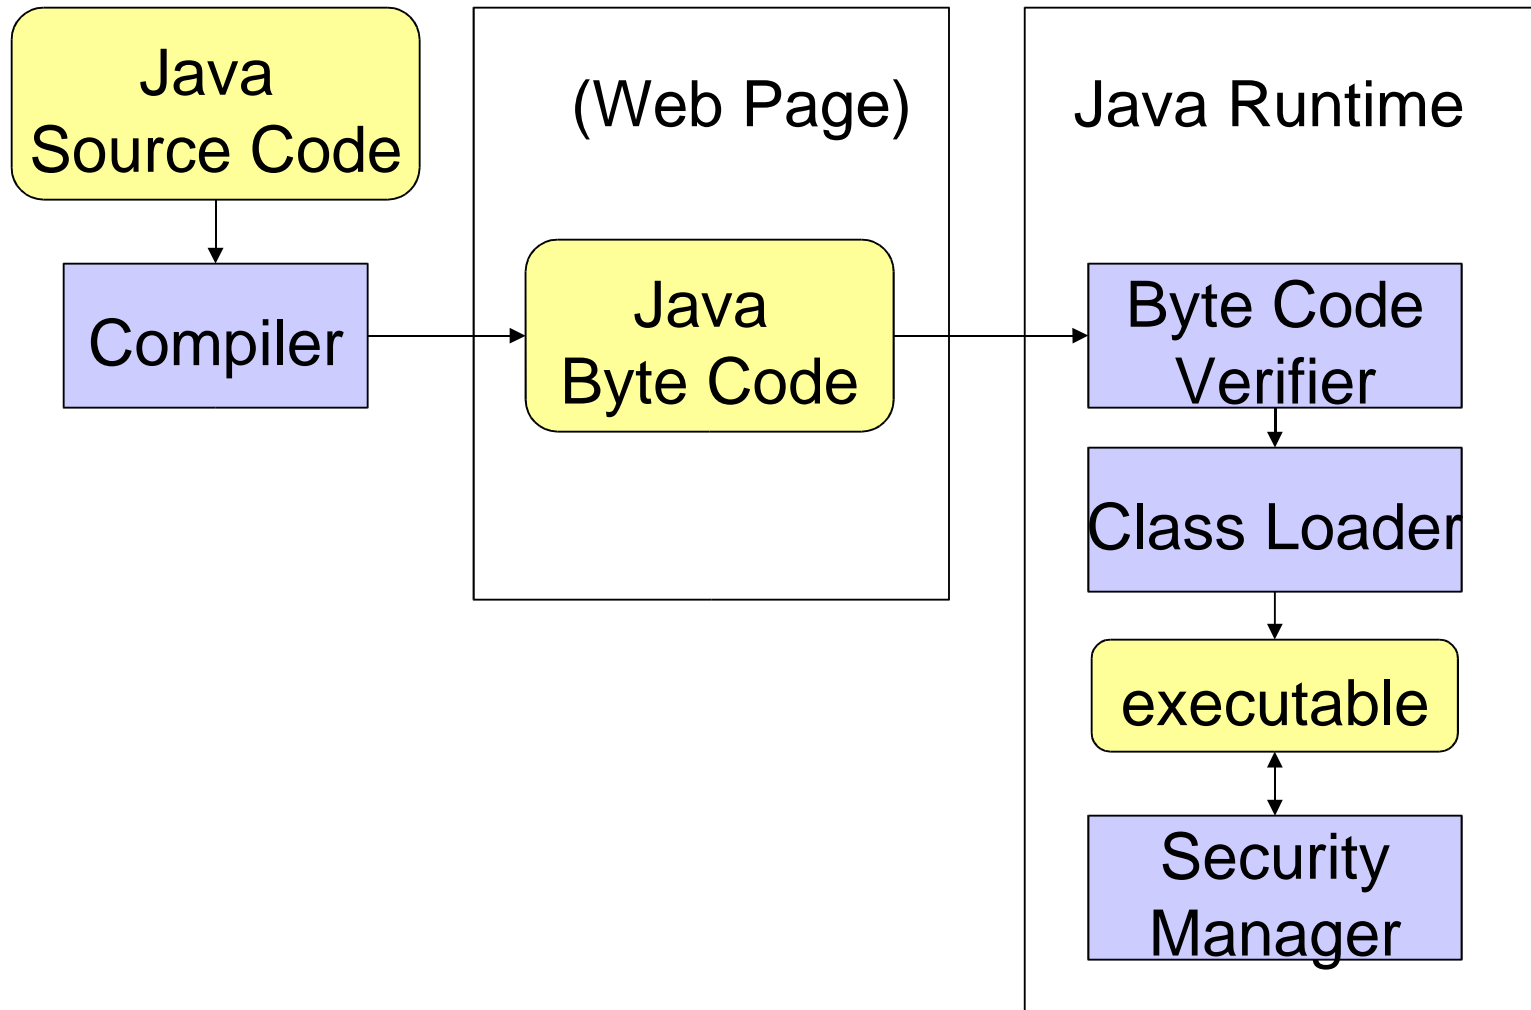 Java
Source Code
Compiler
(Web Page)
Java
Byte Code
Java Runtime
Byte Code
Verifier
Class Loader
executable
Security
Manager